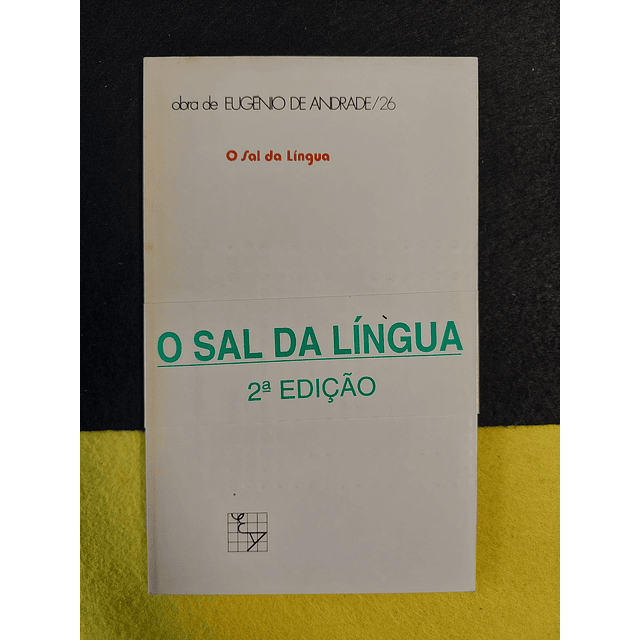 obra de EUGÉNIO DE ANDRADE/26
O Sal da Língua
O SAL DA LÍNGUA
2ª EDIÇÃO